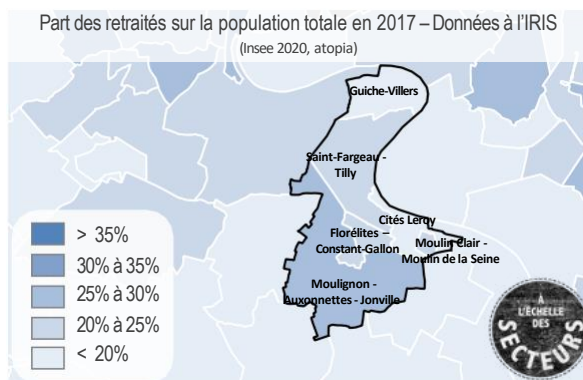 Part des retraités sur la population totale en 2017 – Données à l'IRIS
(Insee 2020, atopia)
Guiche-Villers
Saint-Fargeau -
Tilly
Cités Leroy
Florélites –
Constant-Gallon
Moulin Clair -
Moulin de la Seine
Moulignon -
Auxonnettes - Jonville
> 35%
30% à 35%
25% à 30%
20% à 25%
< 20%
À
L'ÉCHELLE
DES
SECTEURS